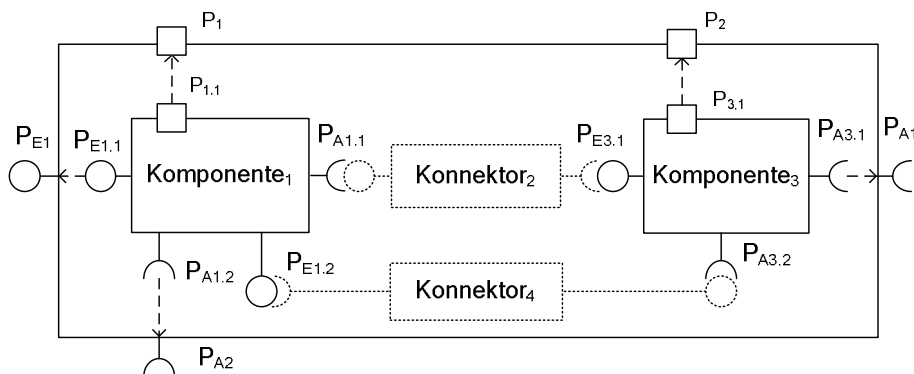 P1
P2
P1.1
P3.1
PE1
PE1.1
PA1.1
PE3.1
PA3.1
PA1
Komponente1
Konnektor2
Komponente3
PA1.2
PE1.2
Konnektor4
PA3.2
PA2